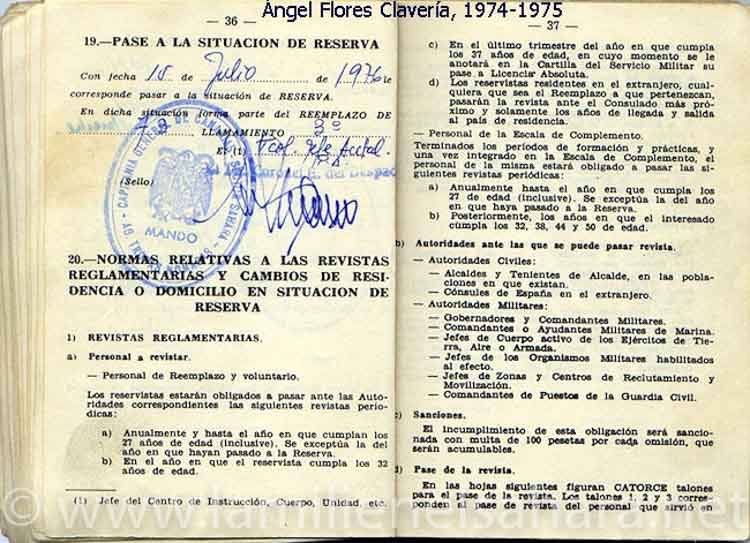 Ángel Flores Clavería, 1974-1975
— 36 —
19.—PASE A LA SITUACION DE RESERVA
Con fecha 15 de Julio de 1976 le
corresponde pasar a la situación de RESERVA.
En dicha situación forma parte del REEMPLAZO DE
LLAMAMIENTO 2º
El (1) Tcol. Jefe Acctal.
(Sello)
CAPITANIA GENERAL DE
SAHARA
MANDO
20.—NORMAS RELATIVAS A LAS REVISTAS
REGLAMENTARIAS Y CAMBIOS DE RESI-
DENCIA O DOMICILIO EN SITUACION DE
RESERVA
1) REVISTAS REGLAMENTARIAS.
a) Personal a revistar.
— Personal de Reemplazo y voluntario.
Los reservistas estarán obligados a pasar ante las Auto-
ridades correspondientes las siguientes revistas perió-
dicas:
a) Anualmente y hasta el año en que cumplan los
27 años de edad (inclusive). Se exceptúa la del
año en que hayan pasado a la Reserva.
b) En el año en que el reservista cumpla los 32
años de edad.
(1) Jefe del Centro de Instrucción, Cuerpo, Unidad, etc.
— 37 —
c) En el último trimestre del año en que cumpla
los 37 años de edad, en cuyo momento se le
anotará en la Cartilla del Servicio Militar su
pase a Licencia Absoluta.
d) Los reservistas residentes en el extranjero, cual-
quiera que sea el Reemplazo a que pertenezcan,
pasarán la revista ante el Consulado más pró-
ximo y solamente los años de llegada y salida
al país de residencia.
— Personal de la Escala de Complemento.
Terminados los períodos de formación y prácticas, y
una vez integrado en la Escala de Complemento, el
personal de la misma estará obligado a pasar las si-
guientes revistas periódicas:
a) Anualmente hasta el año en que cumpla los
27 de edad (inclusive). Se exceptúa la del año
en que haya pasado a la Reserva.
b) Posteriormente, los años en que el interesado
cumpla los 32, 38, 44 y 50 de edad.
b) Autoridades ante las que se puede pasar revista.
— Autoridades Civiles:
— Alcaldes y Tenientes de Alcalde, en las pobla-
ciones en que existan.
— Cónsules de España en el extranjero.
— Autoridades Militares:
— Gobernadores y Comandantes Militares.
— Comandantes o Ayudantes Militares de Marina.
— Jefes de Cuerpo activo de los Ejércitos de Tie-
rra, Aire o Armada.
— Jefes de los Organismos Militares habilitados
al efecto.
— Jefes de Zonas y Centros de Reclutamiento y
Movilización.
— Comandantes de Puestos de la Guardia Civil.
c) Sanciones.
El incumplimiento de esta obligación será sancio-
nada con multa de 100 pesetas por cada omisión, que
serán acumulables.
d) Pase de la revista.
En las hojas siguientes figuran CATORCE talones
para el pase de la revista. Los talones 1, 2 y 3 corres-
ponden al pase de revista del personal que sirvió en